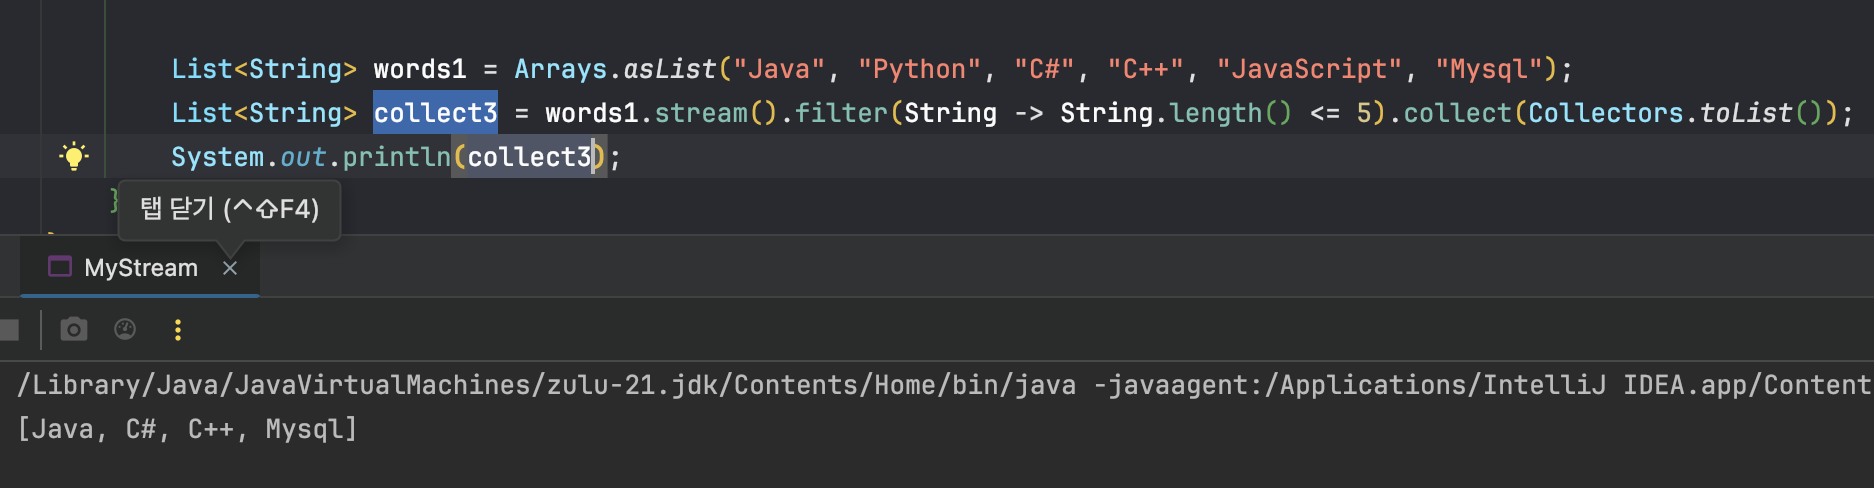 List<String> words1 = Arrays.asList("Java", "Python", "C#", "C++", "JavaScript", "Mysql");
List<String> collect3 = words1.stream().filter(String -> String.length() <= 5).collect(Collectors.toList());
System.out.println(collect3);
}
탭 닫기 (^⇧F4)
MyStream ×
/Library/Java/JavaVirtualMachines/zulu-21.jdk/Contents/Home/bin/java -javaagent:/Applications/IntelliJ IDEA.app/Content
[Java, C#, C++, Mysql]